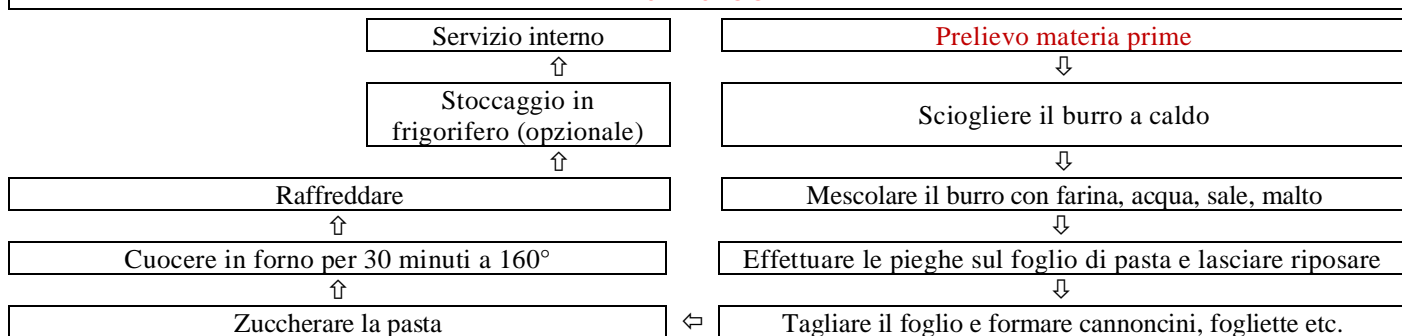 Servizio interno
Prelievo materia prime
Stoccaggio in
frigorifero (opzionale)
Sciogliere il burro a caldo
Raffreddare
Mescolare il burro con farina, acqua, sale, malto
Cuocere in forno per 30 minuti a 160°
Effettuare le pieghe sul foglio di pasta e lasciare riposare
Zuccherare la pasta
Tagliare il foglio e formare cannoncini, fogliette etc.